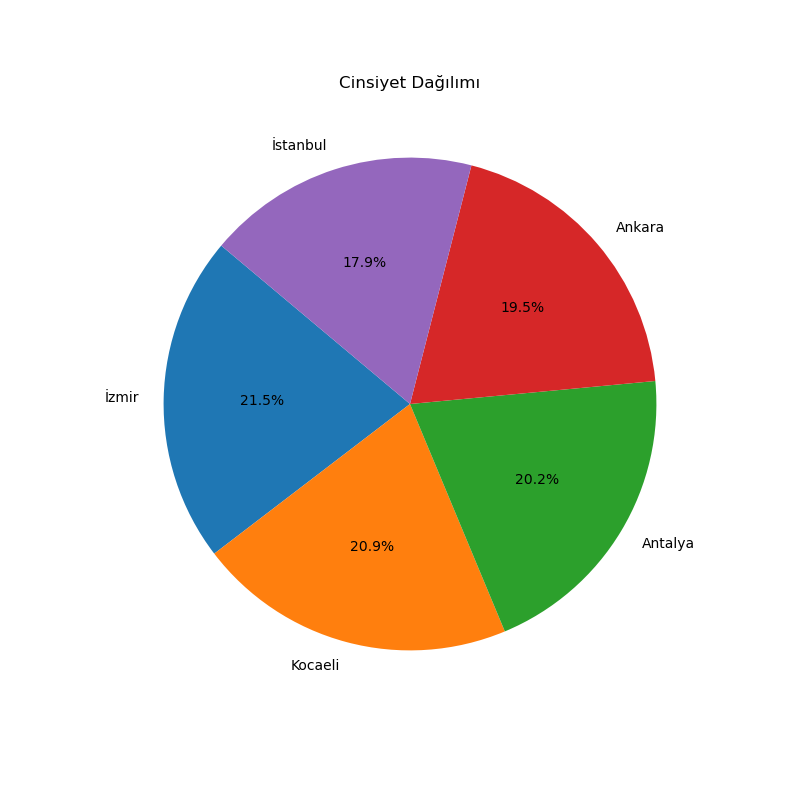 Cinsiyet Dağılımı
İstanbul
Ankara
17.9%
19.5%
İzmir
21.5%
20.2%
Antalya
20.9%
Kocaeli